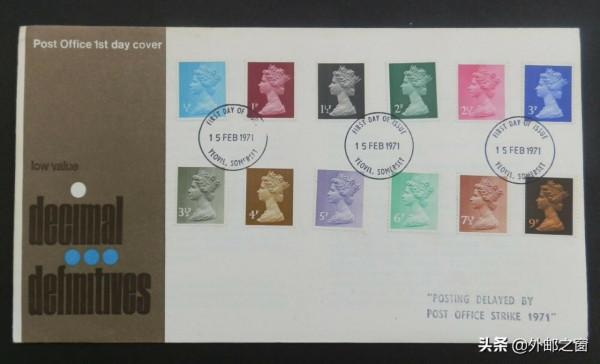 Post Office 1st day cover
low value
decimal
definitives
½P
1P
1½P
2P
2½P
3P
FIRST DAY OF ISSUE
15 FEB 1971
YEOVIL, SOMERSET
FIRST DAY OF ISSUE
15 FEB 1971
YEOVIL, SOMERSET
FIRST DAY OF ISSUE
15 FEB 1971
YEOVIL, SOMERSET
3½P
4P
5P
6P
7½P
9P
"POSTING DELAYED BY
POST OFFICE STRIKE 1971"
头条 @外邮之窗